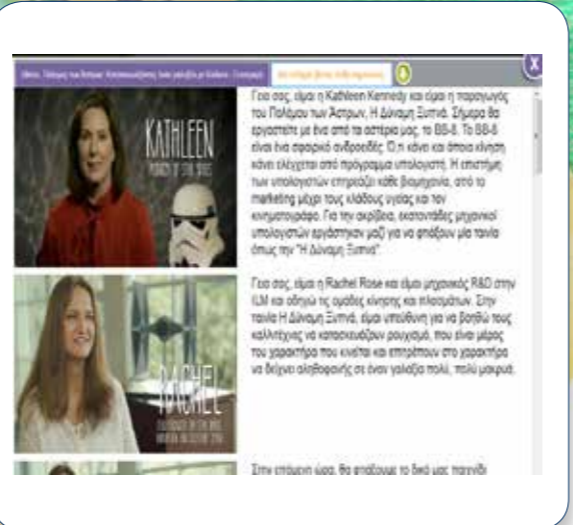 X
KATHLEEN
PRODUCER OF STAR WARS
Γεια σας, είμαι η Kathleen Kennedy και είμαι η παραγωγός
του Πολέμου των Άστρων, Η Δύναμη Ξυπνά. Σήμερα θα
εργαστείτε με ένα από τα αστέρια μας, το BB-8. Το BB-8
είναι ένα σφαιρικό ανδροειδές. Ό,τι κάνει και όποια κίνηση
κάνει ελέγχεται από πρόγραμμα υπολογιστή. Η επιστήμη
των υπολογιστών επηρεάζει κάθε βιομηχανία, από το
marketing μέχρι τους κλάδους υγείας και τον
κινηματογράφο. Για την ακρίβεια, εκατοντάδες μηχανικοί
υπολογιστών εργάστηκαν μαζί για να φτιάξουν μία ταινία
όπως την "Η Δύναμη Ξυπνά".
RACHEL
Γεια σας, είμαι η Rachel Rose και είμαι μηχανικός R&D στην
ILM και οδηγώ τις ομάδες κίνησης και πλασμάτων. Στην
ταινία Η Δύναμη Ξυπνά, είμαι υπεύθυνη για να βοηθώ τους
καλλιτέχνες να κατασκευάζουν ρουχισμό, που είναι μέρος
του χαρακτήρα που κινείται και επιτρέπουν στο χαρακτήρα
να δείχνει αληθοφανής σε έναν γαλαξία πολύ, πολύ μακρυά.
Στην επόμενη ώρα, θα φτιάξουμε το δικό μας παιχνίδι